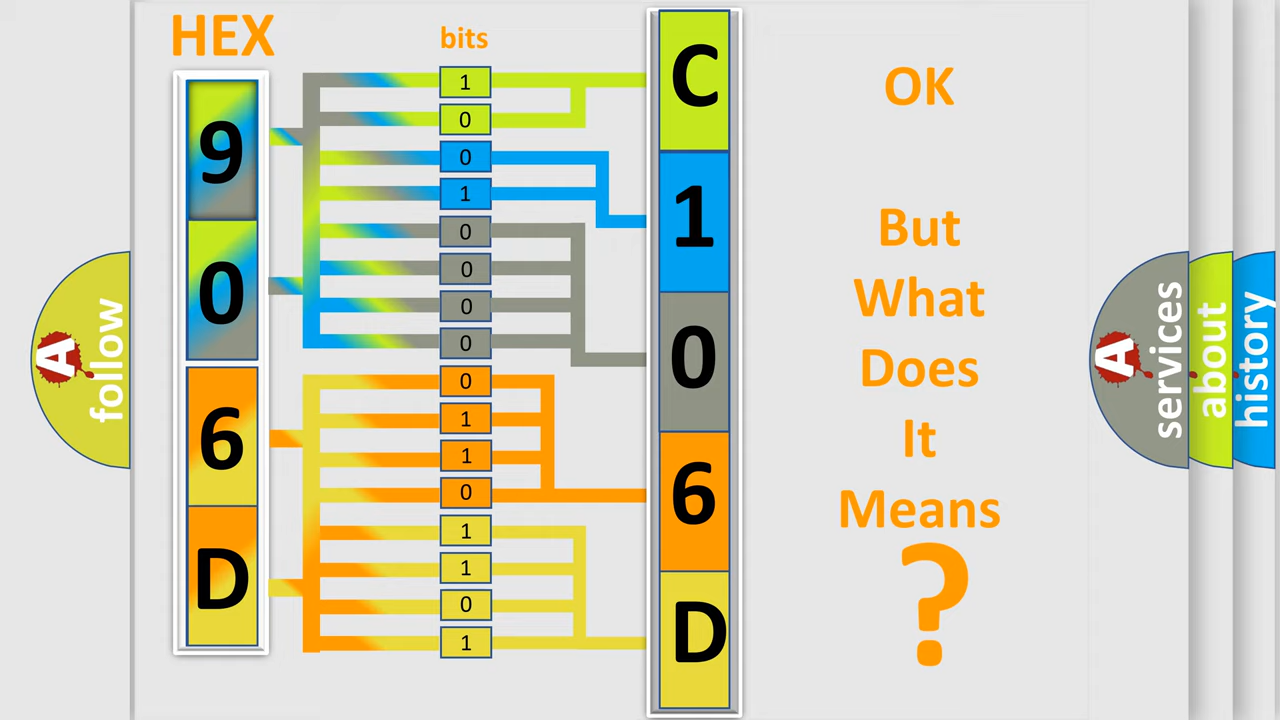 HEX
bits
9
0
6
D
1
0
0
1
0
0
0
0
0
1
1
0
1
1
0
1
C
1
0
6
D
OK
But
What
Does
It
Means
?
A
follow
A
services
about
history